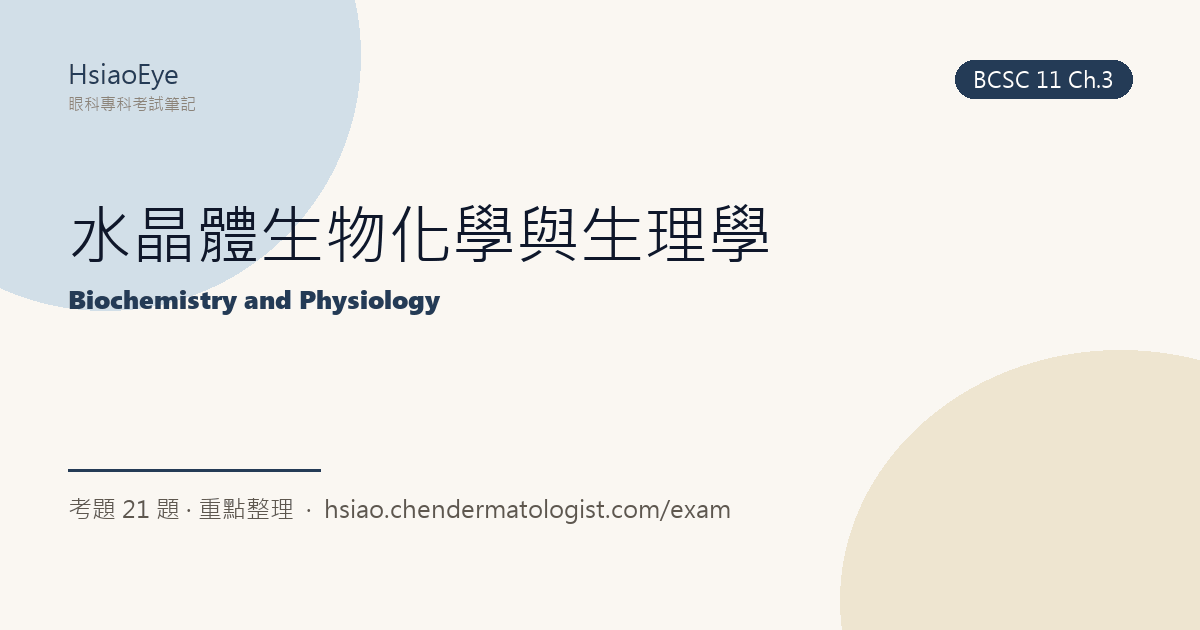 HsiaoEye
眼科專科考試筆記
BCSC 11 Ch.3
水晶體生物化學與生理學
Biochemistry and Physiology
考題 21 題 · 重點整理 · hsiao.chendermatologist.com/exam